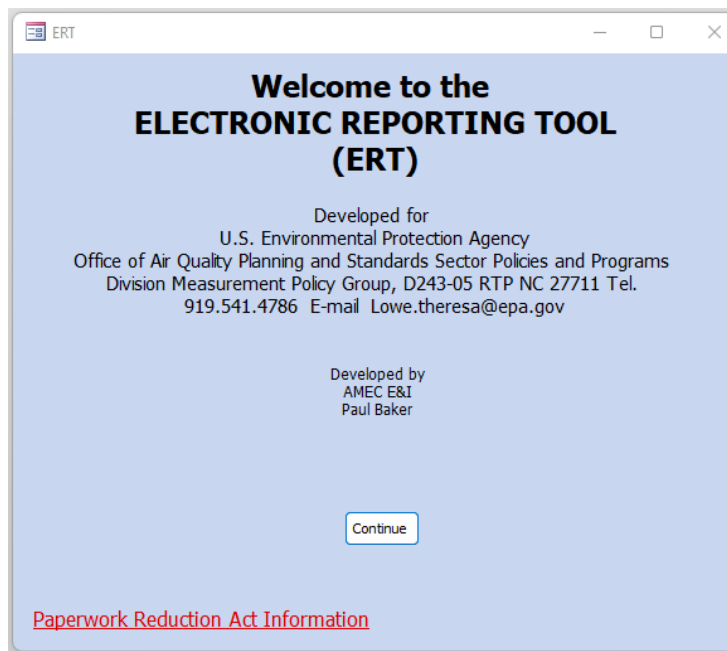 ERT
Welcome to the
ELECTRONIC REPORTING TOOL
(ERT)
Developed for
U.S. Environmental Protection Agency
Office of Air Quality Planning and Standards Sector Policies and Programs
Division Measurement Policy Group, D243-05 RTP NC 27711 Tel.
919.541.4786  E-mail  Lowe.theresa@epa.gov
Developed by
AMEC E&I
Paul Baker
Continue
Paperwork Reduction Act Information